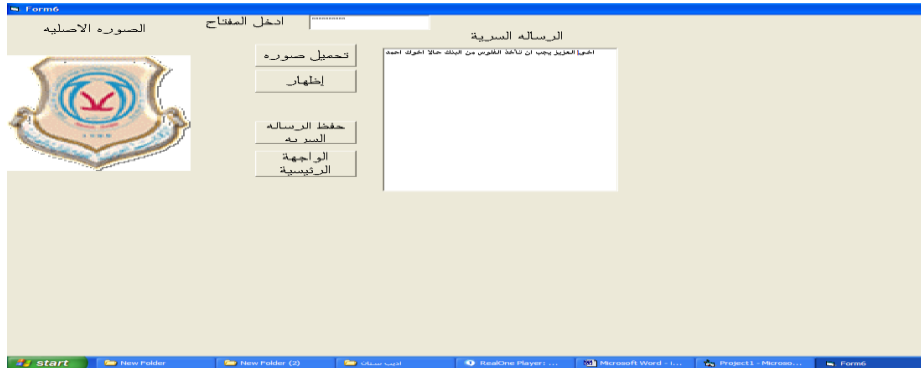 Form6
الصوره الاصليه
ادخل المفتاح
الرساله السرية
تحميل صوره
إظهار
حفظ الرساله
السريه
الواجهة
الرئيسية
اخي العزيز يجب ان تأخذ الفلوس من البنك حالا اخوك احمد
start
New Folder
New Folder (2)
RealOne Player: ...
Microsoft Word - ...
Project1 - Microso...
Form6